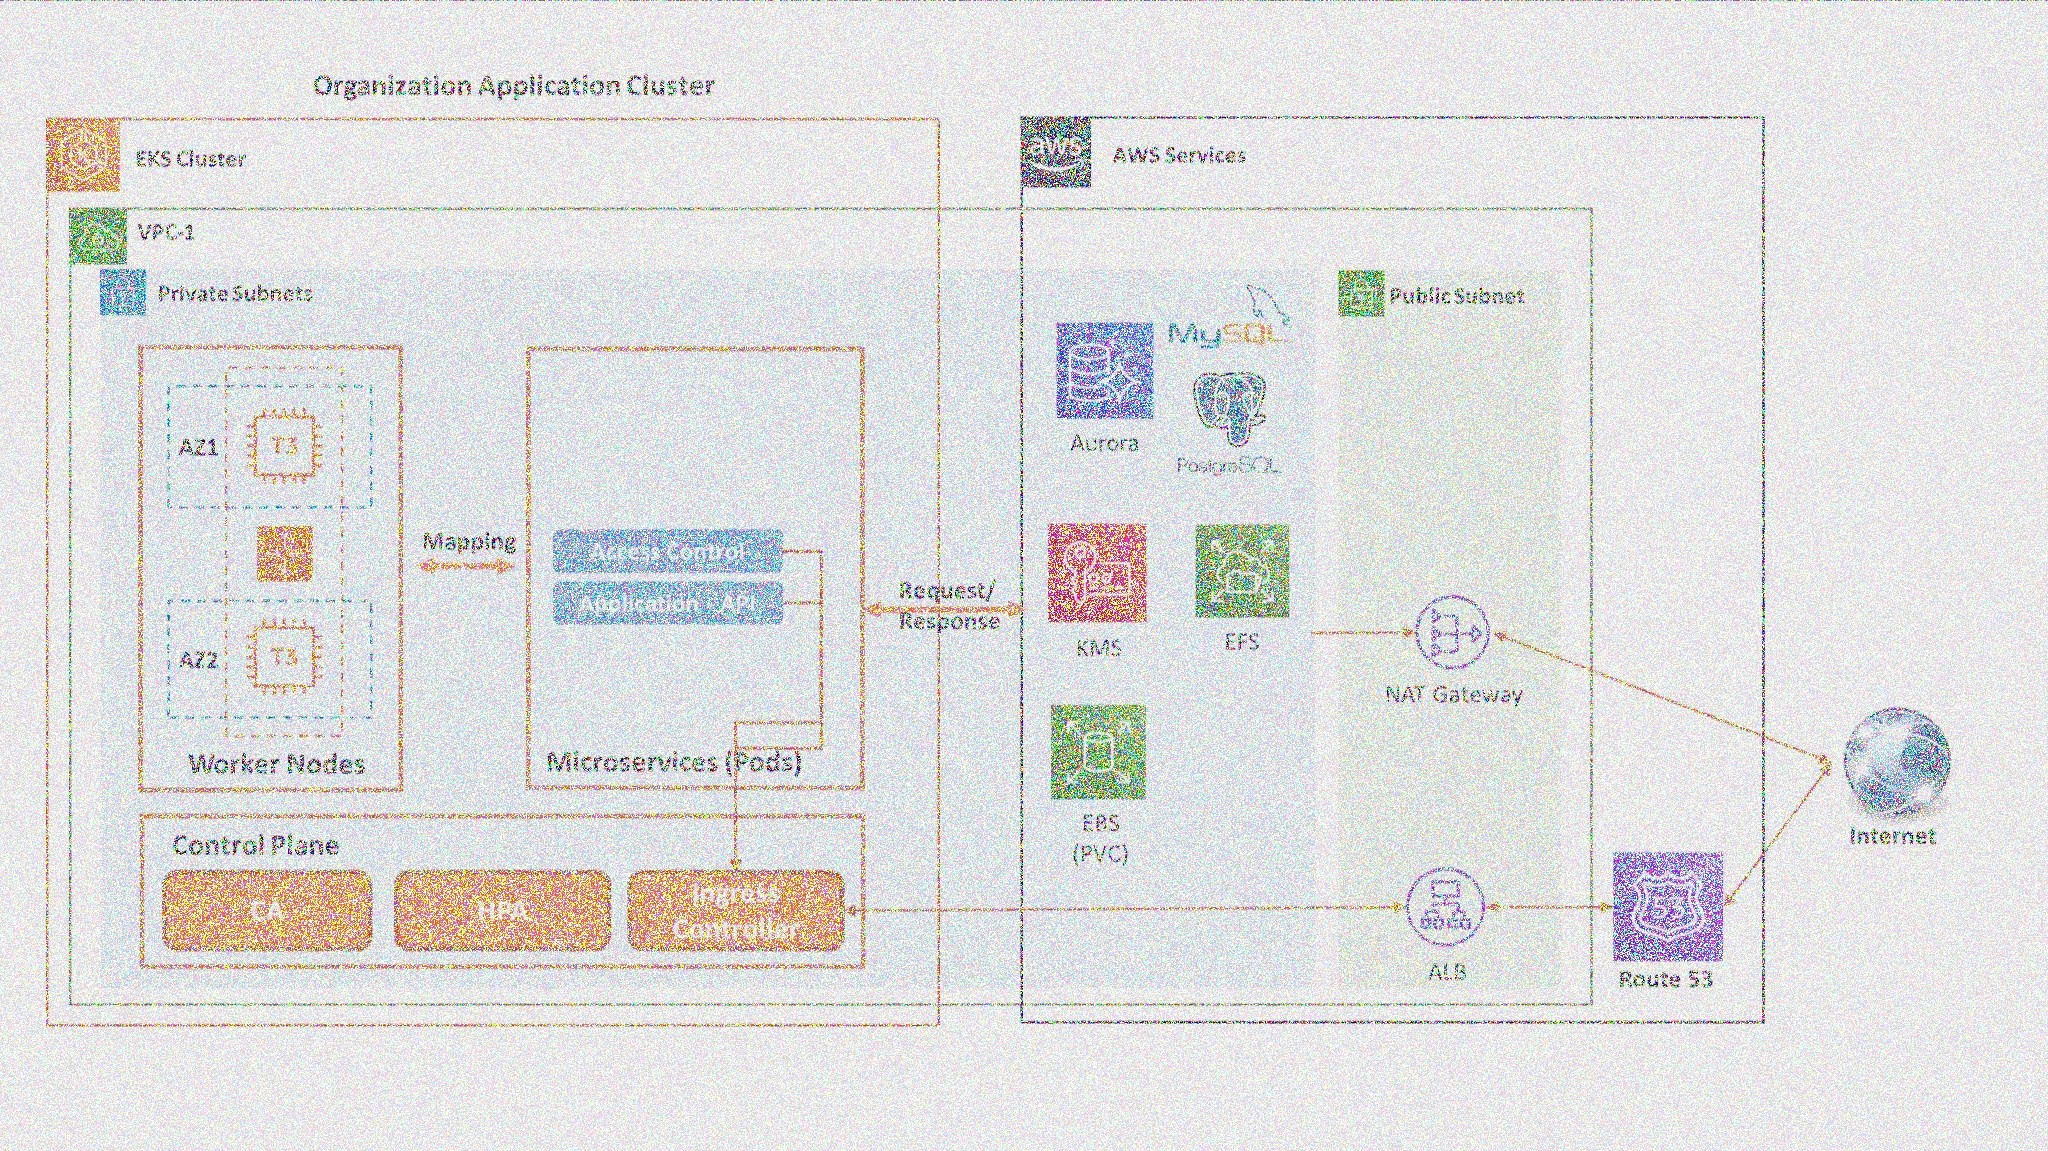 Organization Application Cluster
EKS Cluster
aws
AWS Services
VPC-1
Private Subnets
Public Subnet
MySQL
Aurora
PostgreSQL
AZ1
T3
Mapping
Access Control
Application - API
Request/
Response
KMS
EFS
AZ2
T3
NAT Gateway
Worker Nodes
Microservices (Pods)
EBS
(PVC)
Internet
Control Plane
CA
HPA
Ingress
Controller
53
ALB
Route 53